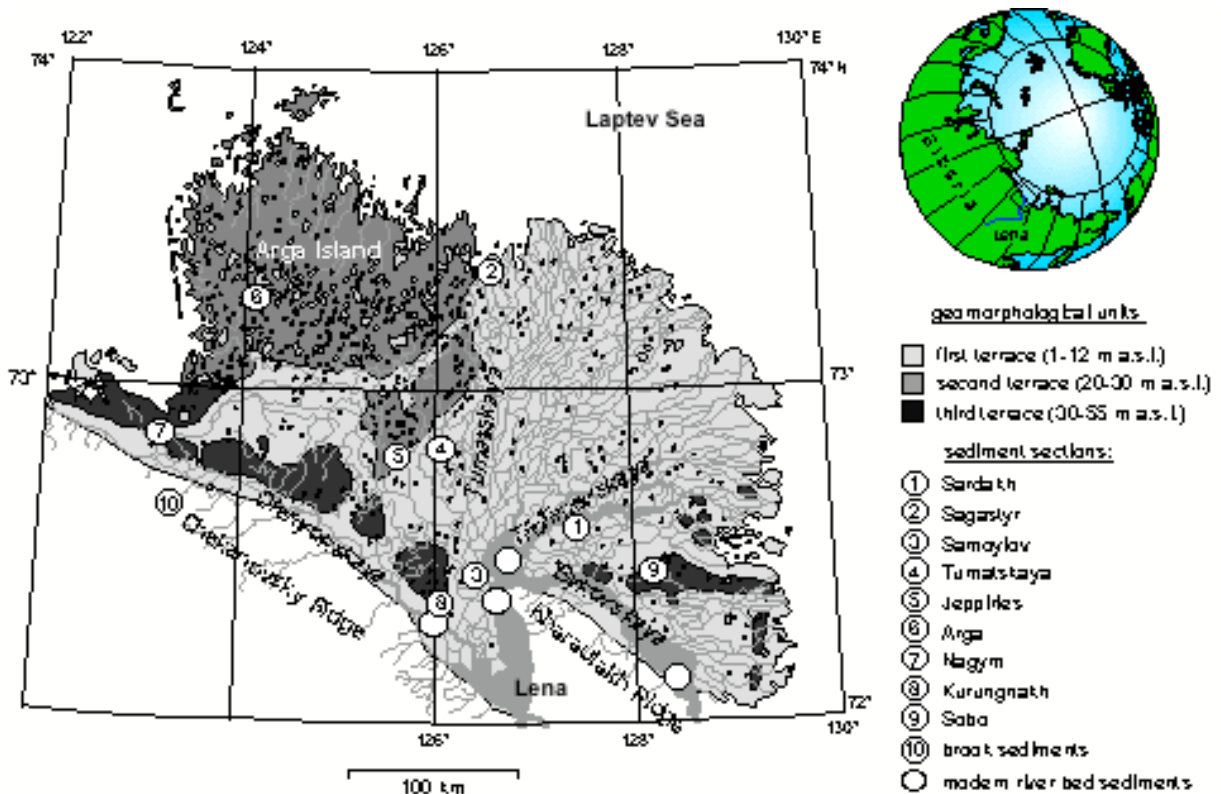 122°
124°
126°
128°
130° E
74°
74° N
Laptev Sea
Siberia
Lena
Arga Island
6
2
73°
73°
7
5
4
Tumatskaya
10
Olenyokskaya
Chekanovsky Ridge
Trofimovskaya
1
3
8
9
Bykovskaya
Kharaulakh Ridge
Lena
72°
126°
128°
130°
100 km
geomorphological units
first terrace (1-12 m a.s.l.)
second terrace (20-30 m a.s.l.)
third terrace (30-55 m a.s.l.)
sediment sections:
1 Sardakh
2 Sagastyr
3 Samoylov
4 Tumatskaya
5 Jeppiries
6 Arga
7 Nagym
8 Kurungnakh
9 Sobo
10 brook sediments
modern river bed sediments